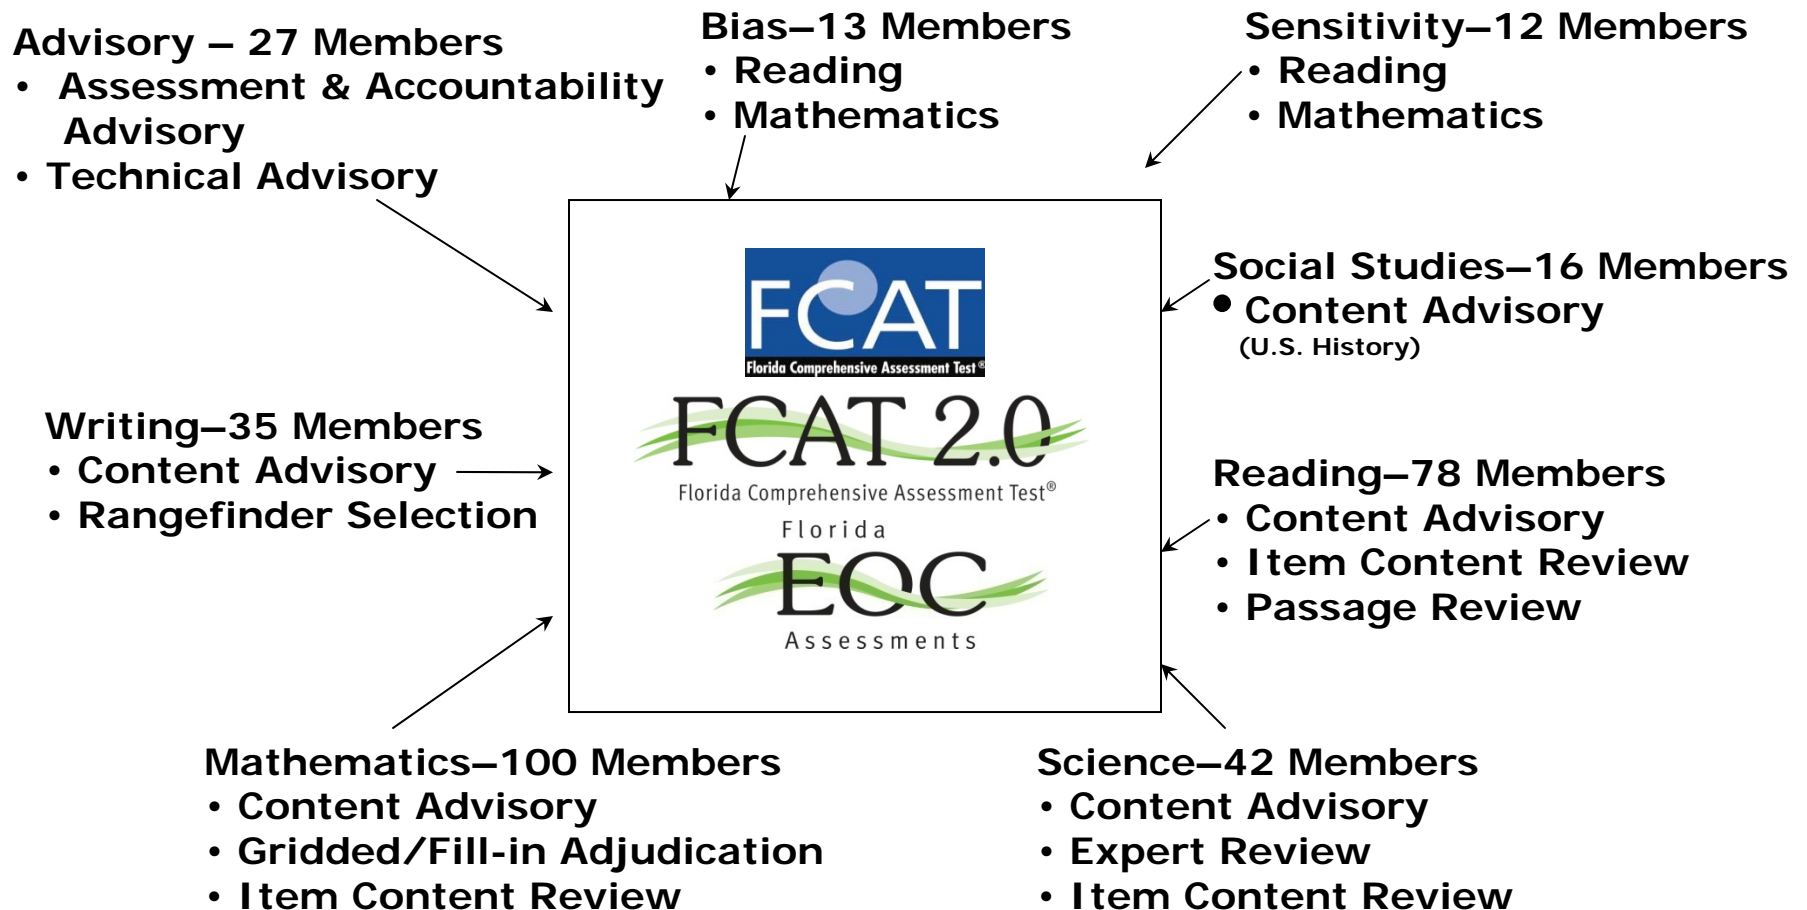 Advisory – 27 Members
• Assessment & Accountability
Advisory
• Technical Advisory
Bias–13 Members
• Reading
• Mathematics
Sensitivity–12 Members
• Reading
• Mathematics
Social Studies–16 Members
• Content Advisory
(U.S. History)
FCAT
Florida Comprehensive Assessment Test®
FCAT 2.0
Florida Comprehensive Assessment Test®
Florida
EOC
Assessments
Writing–35 Members
• Content Advisory
• Rangefinder Selection
Reading–78 Members
• Content Advisory
• Item Content Review
• Passage Review
Mathematics–100 Members
• Content Advisory
• Gridded/Fill-in Adjudication
• Item Content Review
Science–42 Members
• Content Advisory
• Expert Review
• Item Content Review